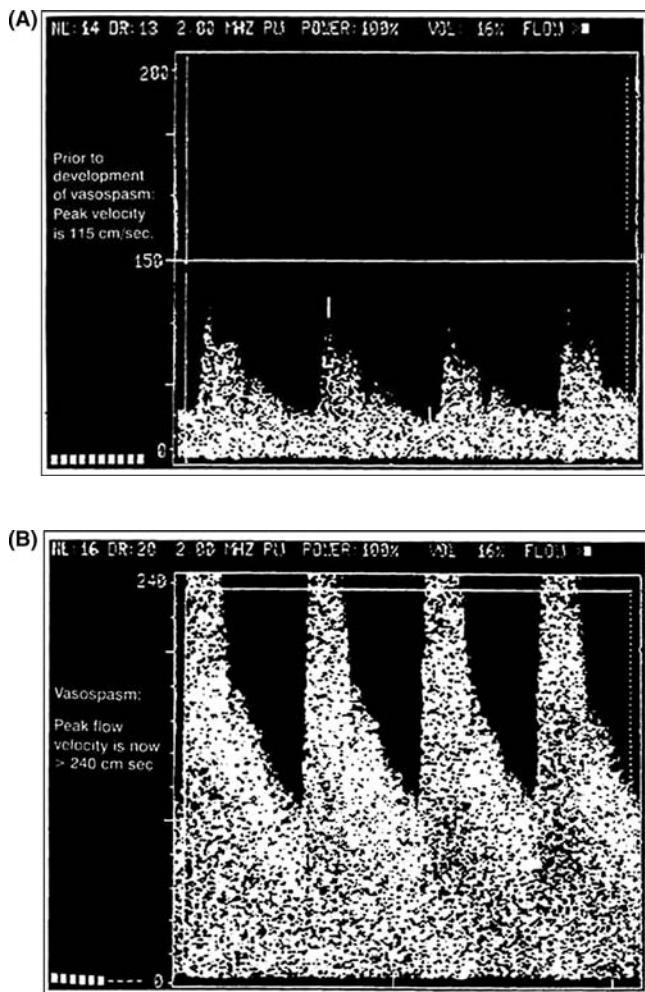 (A)
NL:14 DR:13 2.00 MHZ PW POWER:100% VOL: 16% FLOW >
200
Prior to
development
of vasospasm:
Peak velocity
is 115 cm/sec.
150
0
(B)
NL:16 DR:20 2.00 MHZ PW POWER:100% VOL 16% FLOW >
240
Vasospasm:
Peak flow
velocity is now
> 240 cm sec
0